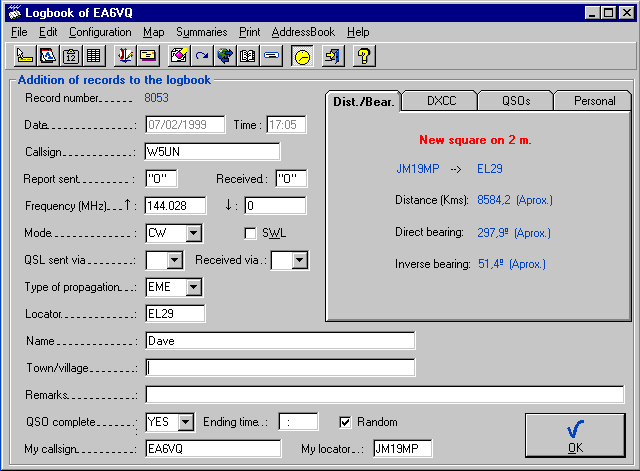 Logbook of EA6VQ
File Edit Configuration Map Summaries Print AddressBook Help
12
Addition of records to the logbook
Record number 8053
Date : 07/02/1999 Time : 17:05
Callsign : W5UN
Report sent : "O" Received : "O"
Frequency (MHz) ↑ : 144.028 ↓ : 0
Mode : CW SWL
QSL sent via : Received via :
Type of propagation : EME
Locator : EL29
Name : Dave
Town/village :
Remarks :
QSO complete : YES Ending time : : Random
My callsign : EA6VQ My locator : JM19MP
Dist./Bear. DXCC QSOs Personal
New square on 2 m.
JM19MP --> EL29
Distance (Kms): 8584,2 (Aprox.)
Direct bearing: 297,9º (Aprox.)
Inverse bearing: 51,4º (Aprox.)
OK